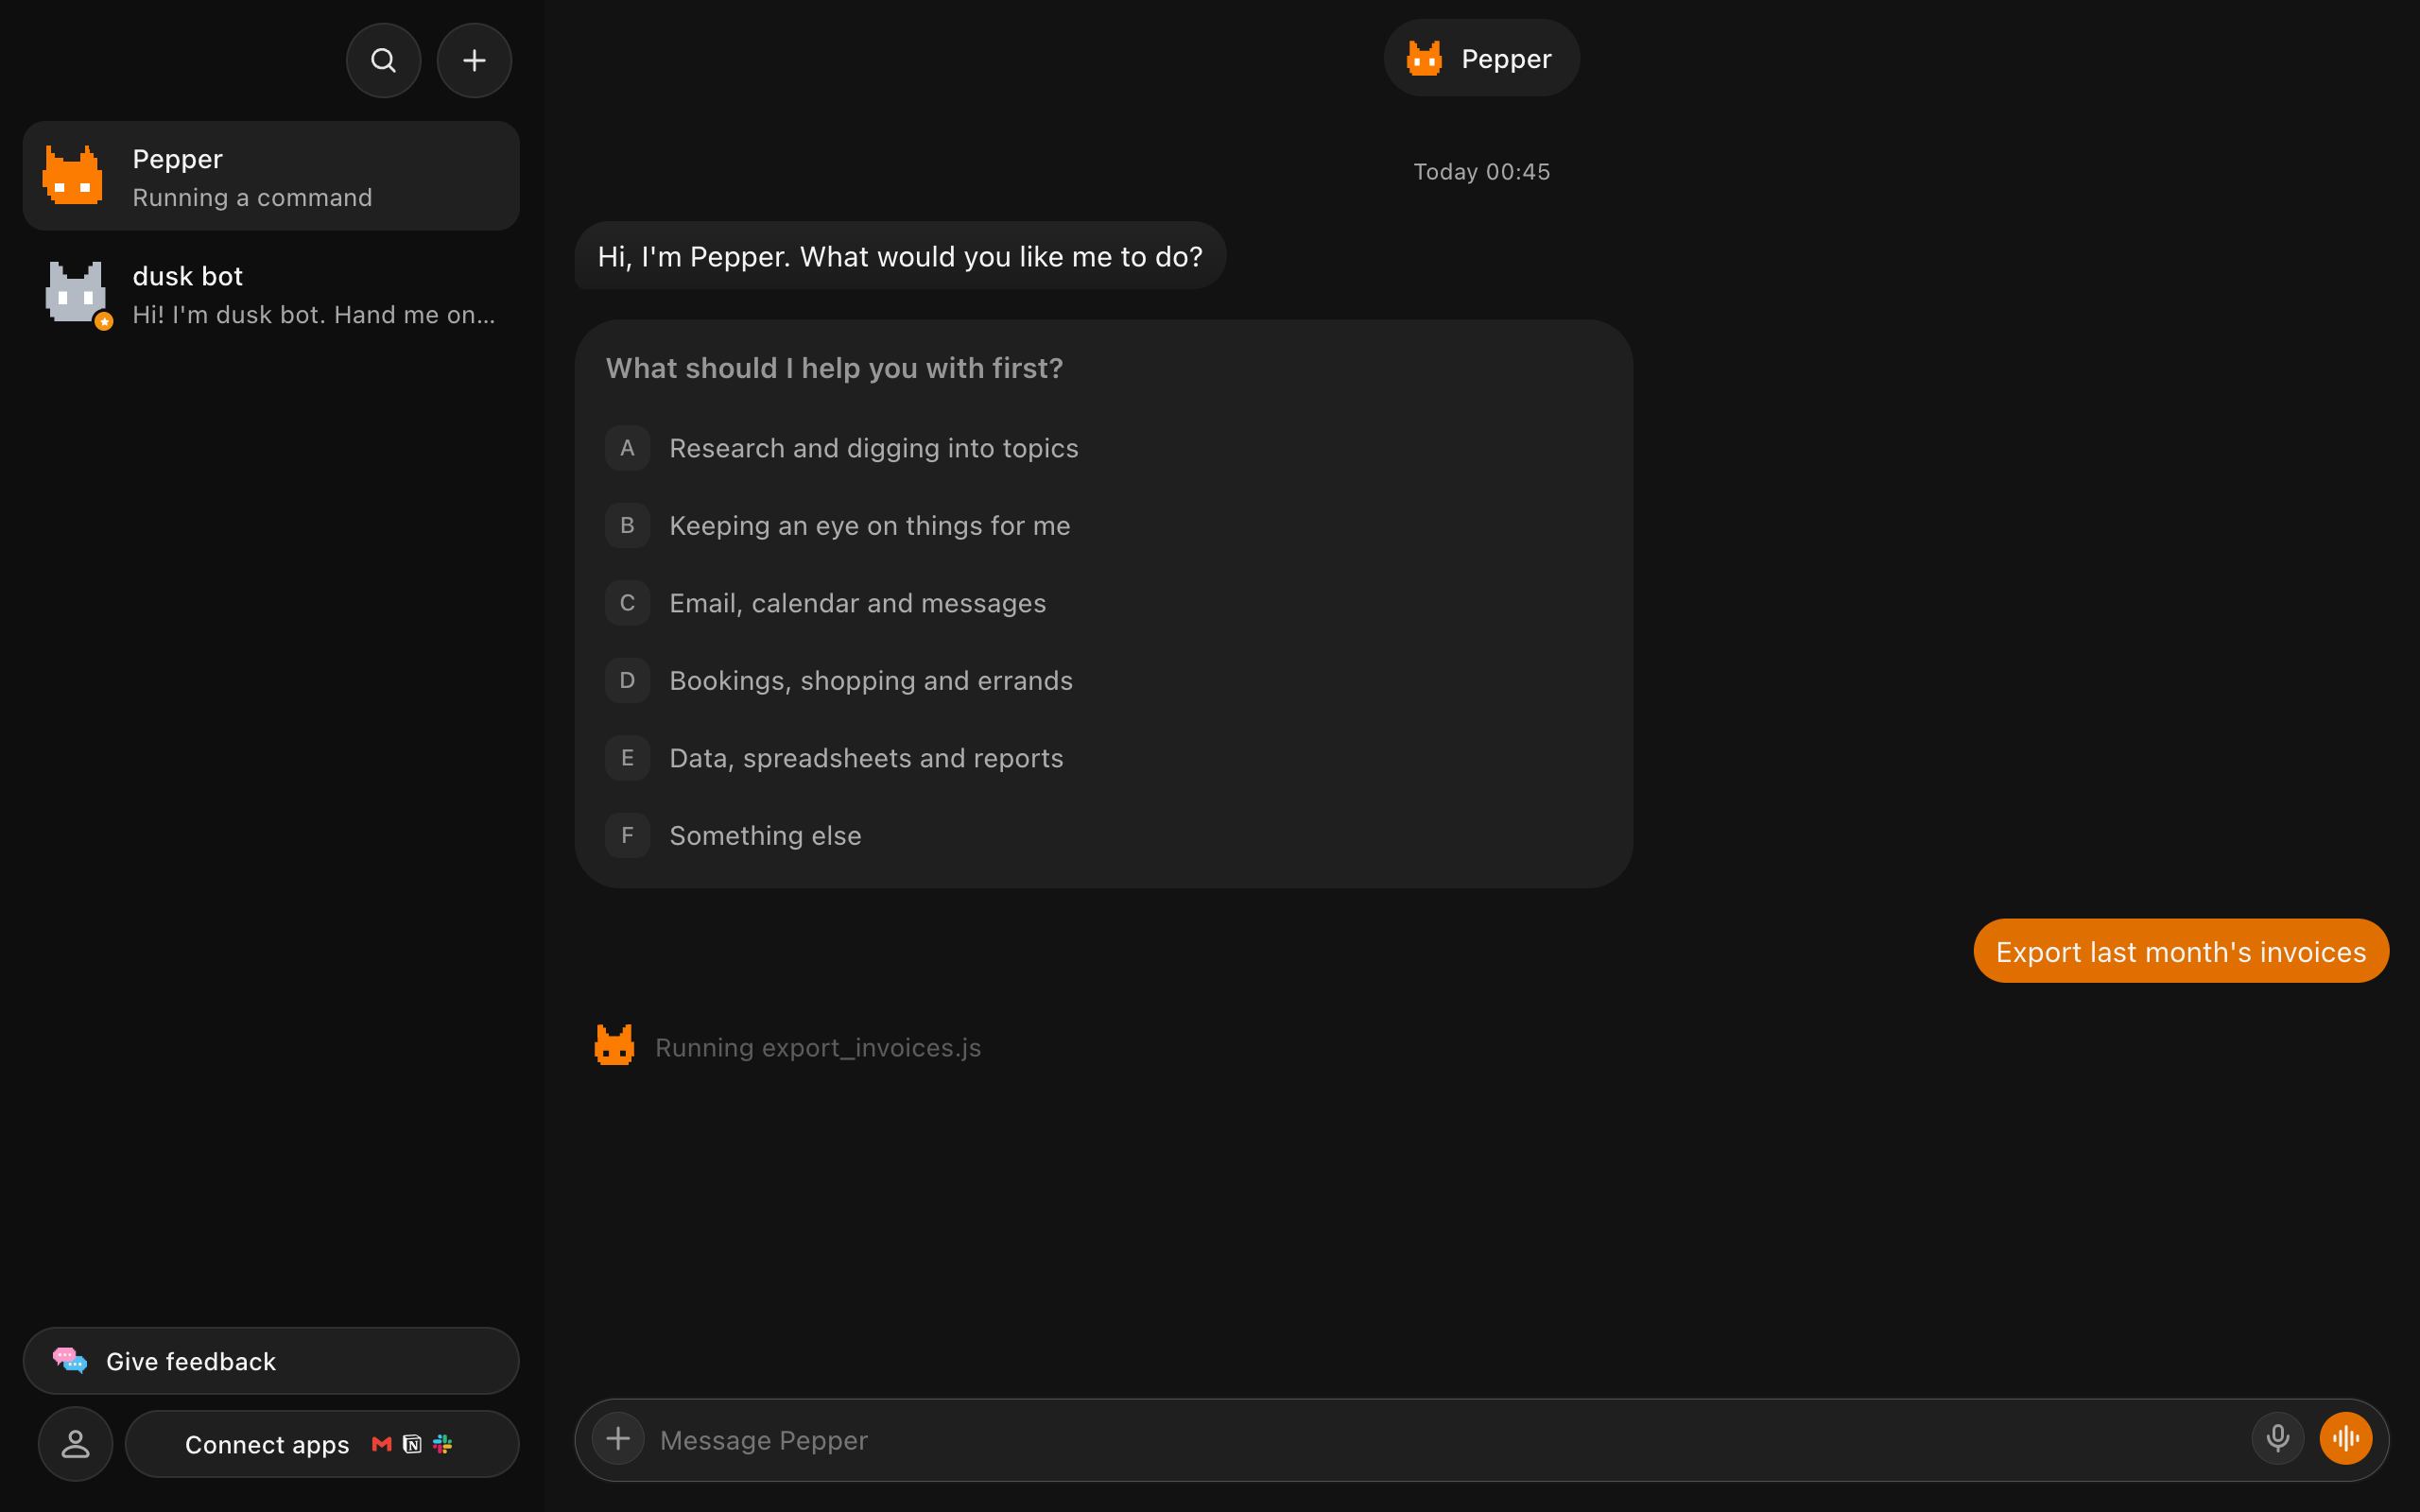 Pepper
Running a command
dusk bot
Hi! I'm dusk bot. Hand me on...
Give feedback
Connect apps
Pepper
Today 00:45
Hi, I'm Pepper. What would you like me to do?
What should I help you with first?
A Research and digging into topics
B Keeping an eye on things for me
C Email, calendar and messages
D Bookings, shopping and errands
E Data, spreadsheets and reports
F Something else
Export last month's invoices
Running export_invoices.js
Message Pepper